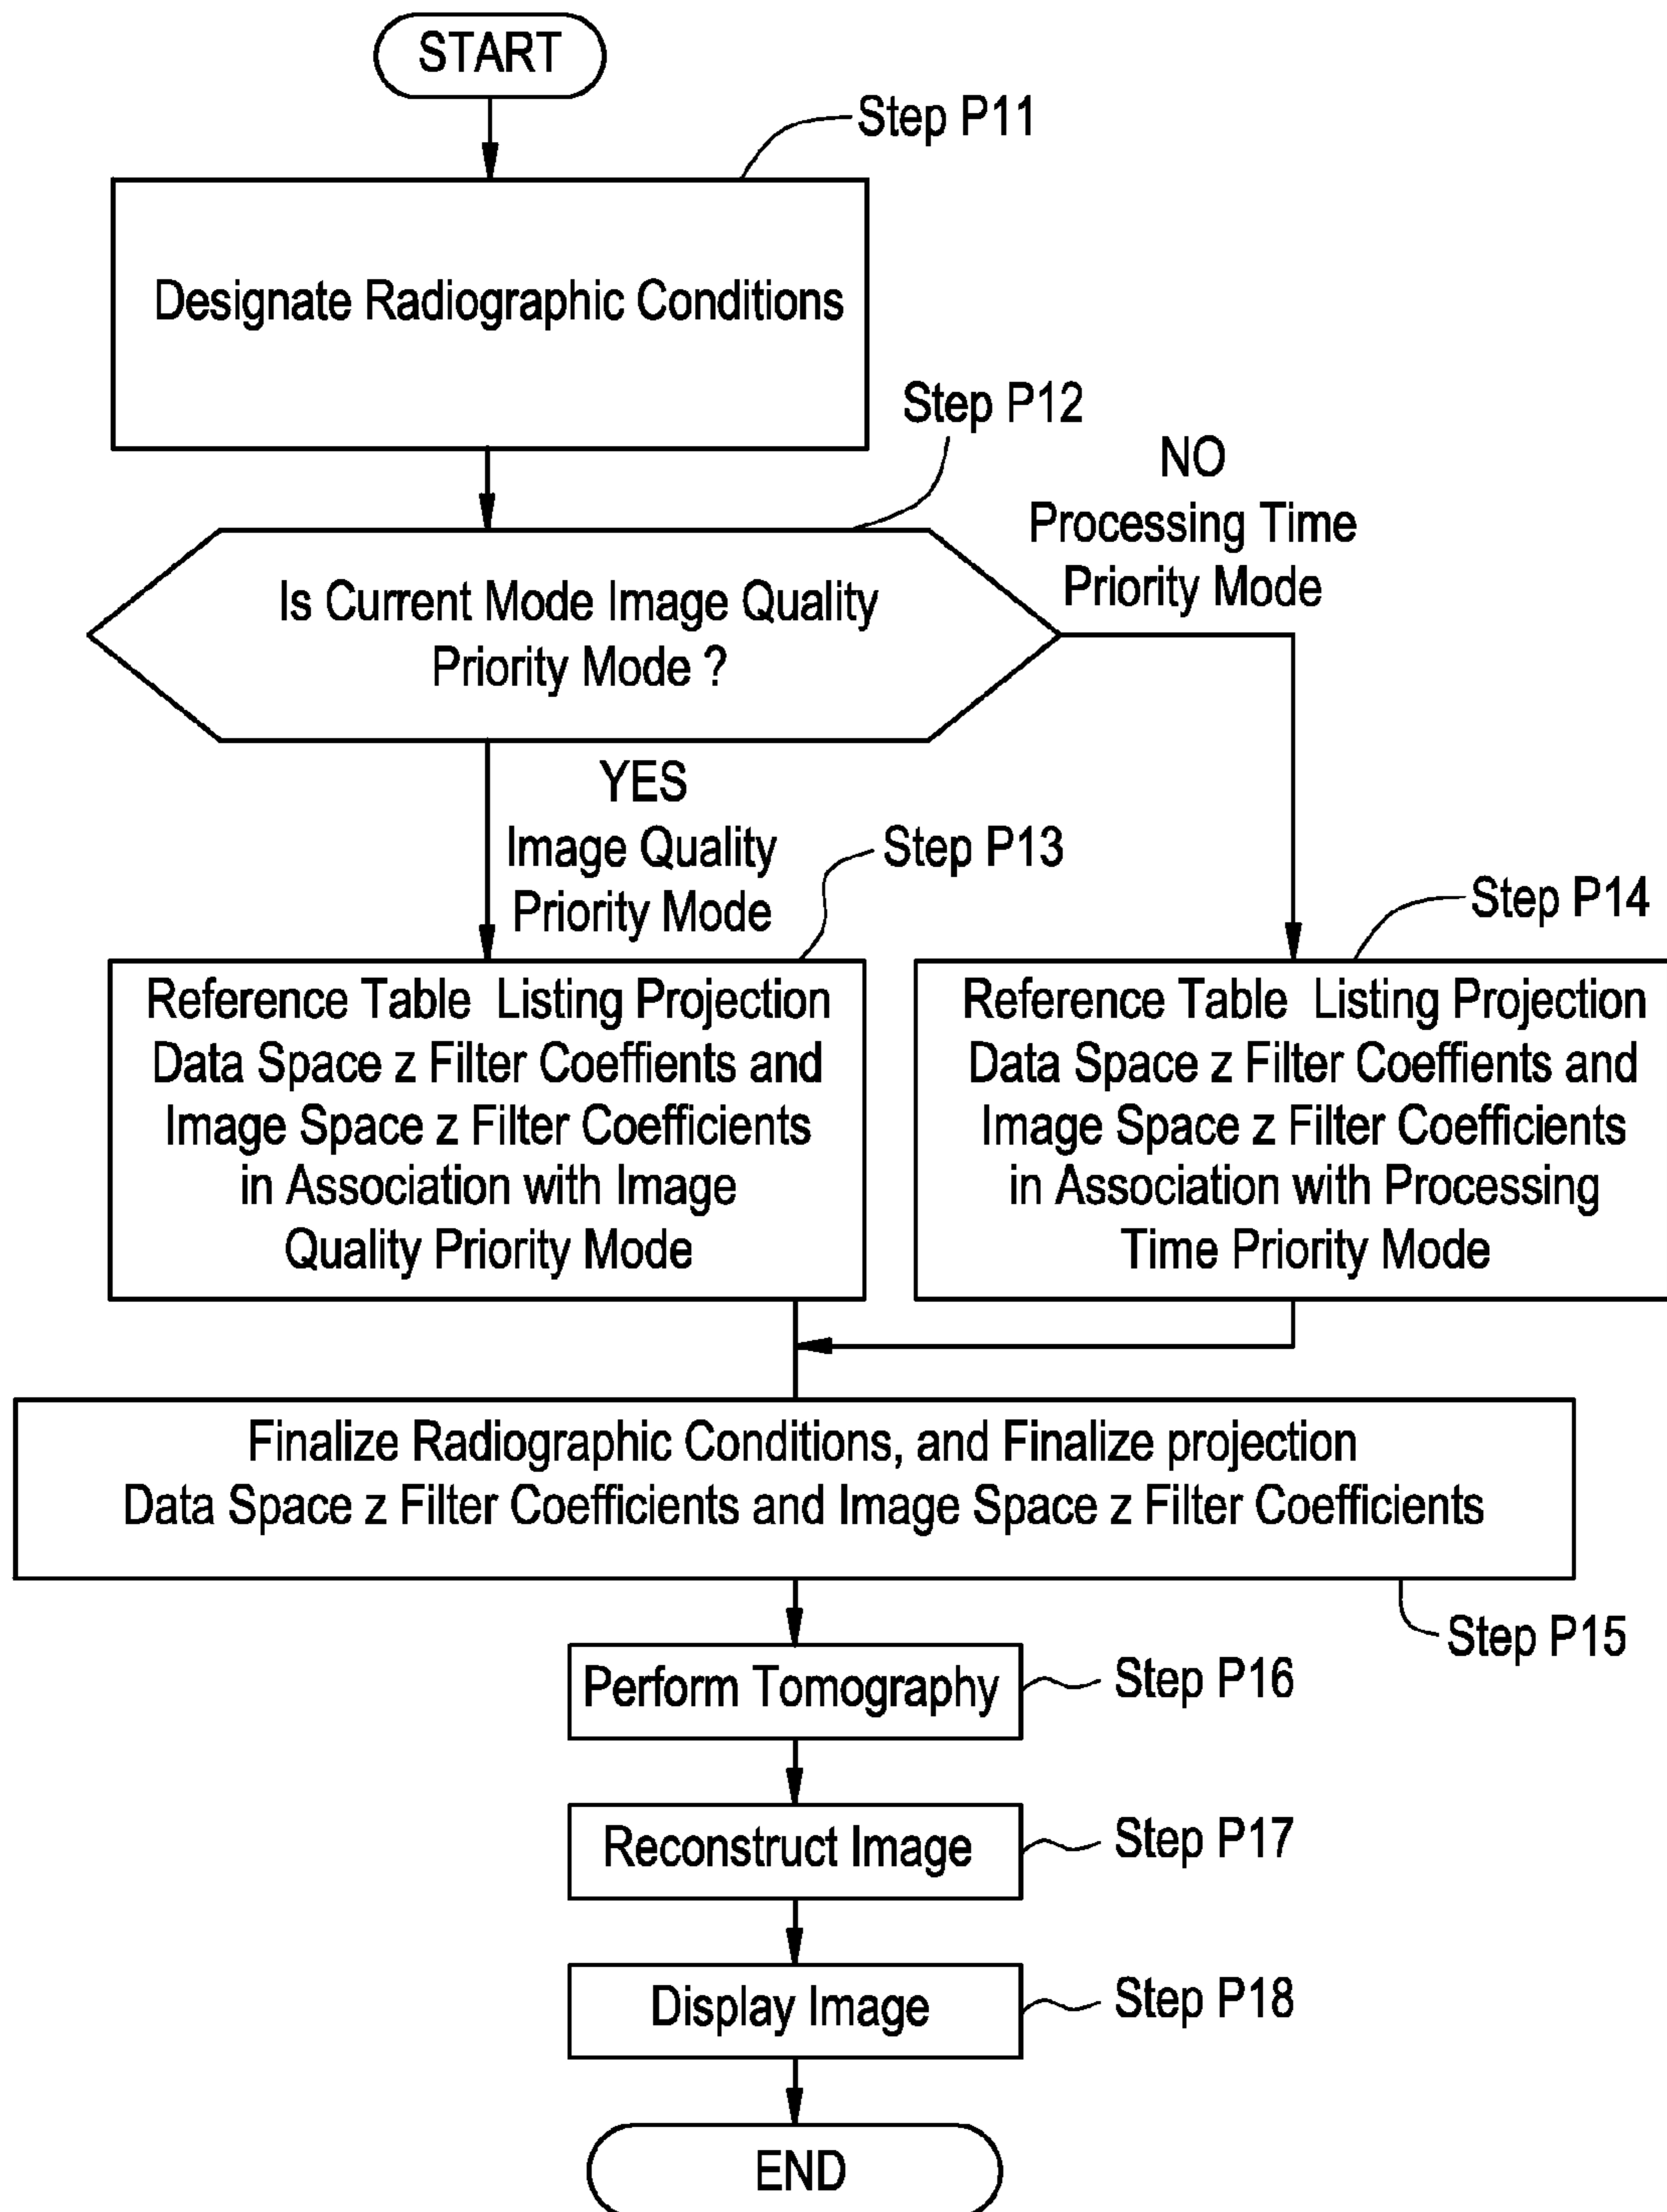 START
Step P11
Designate Radiographic Conditions
Step P12
NO
Processing Time
Priority Mode
Is Current Mode Image Quality
Priority Mode ?
YES
Image Quality
Priority Mode
Step P13
Step P14
Reference Table Listing Projection
Data Space z Filter Coeffients and
Image Space z Filter Coefficients
in Association with Image
Quality Priority Mode
Reference Table Listing Projection
Data Space z Filter Coeffients and
Image Space z Filter Coefficients
in Association with Processing
Time Priority Mode
Finalize Radiographic Conditions, and Finalize projection
Data Space z Filter Coefficients and Image Space z Filter Coefficients
Step P15
Perform Tomography
Step P16
Reconstruct Image
Step P17
Display Image
Step P18
END